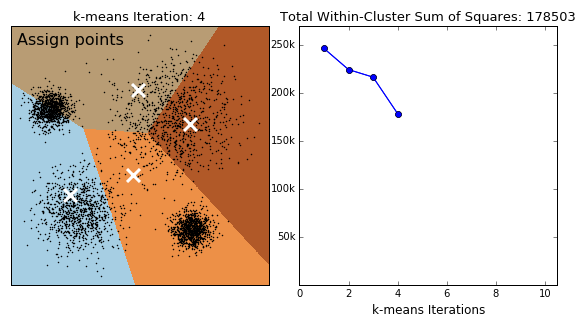 k-means Iteration: 4
Assign points
Total Within-Cluster Sum of Squares: 178503
250k
200k
150k
100k
50k
0 2 4 6 8 10
k-means Iterations